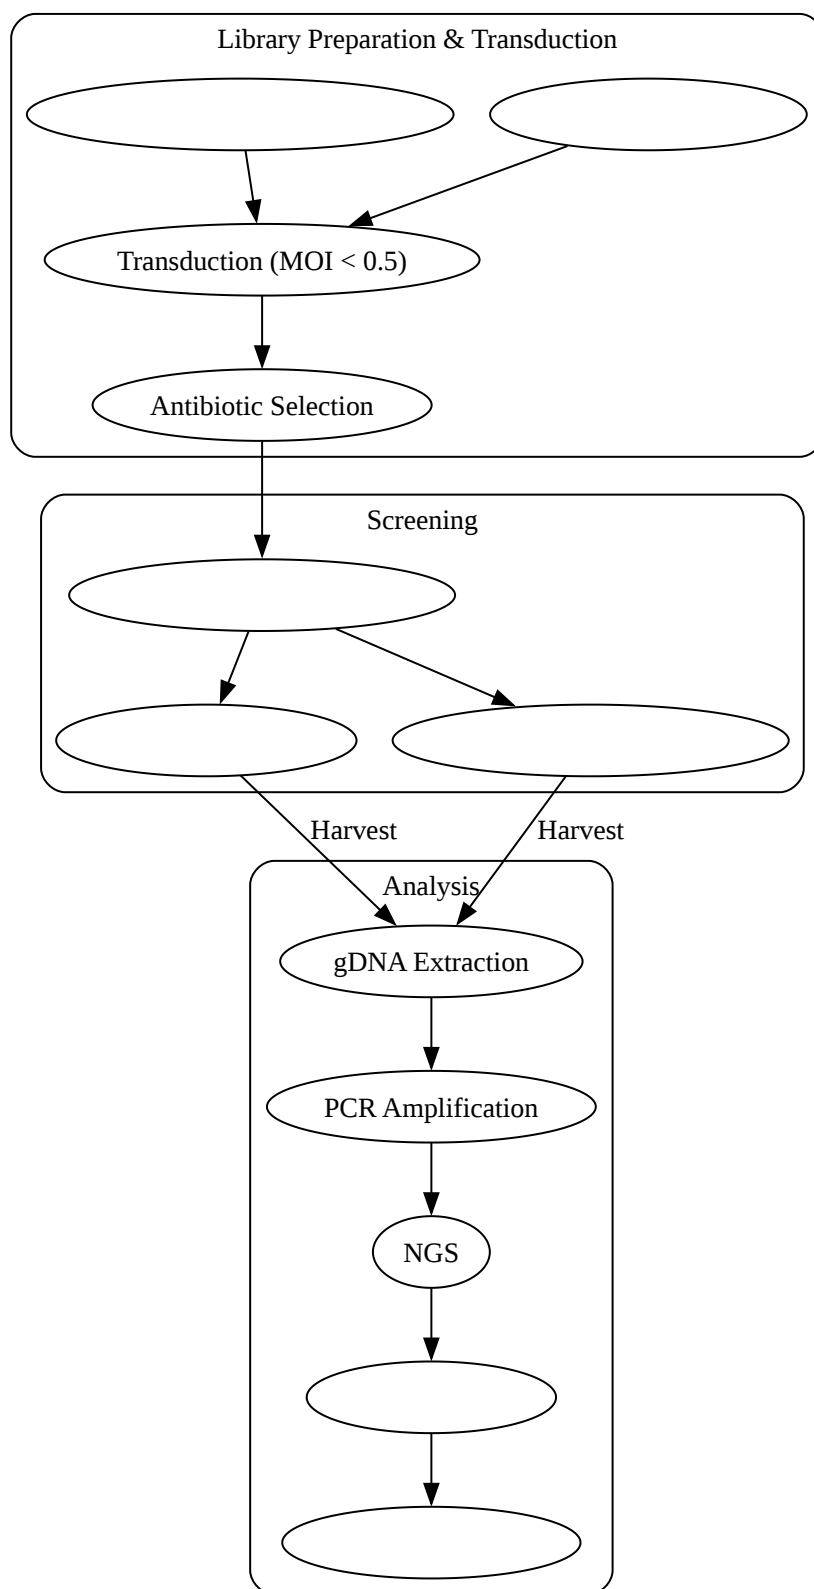 Library Preparation & Transduction
Transduction (MOI < 0.5)
Antibiotic Selection
Screening
Harvest
Harvest
Analysis
gDNA Extraction
PCR Amplification
NGS